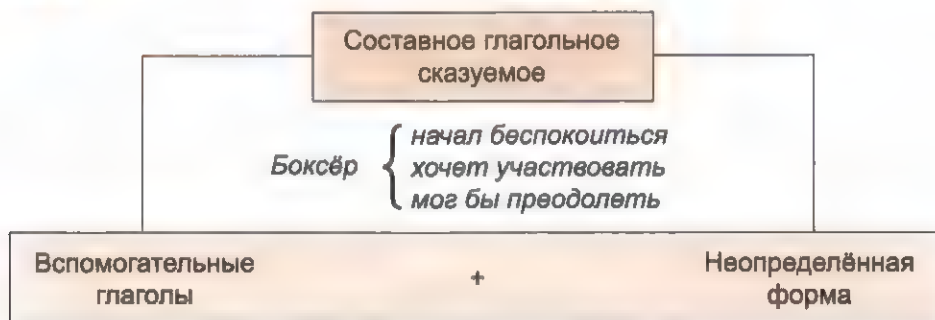 Составное глагольное
сказуемое
Боксёр
начал беспокоиться
хочет участвовать
мог бы преодолеть
Вспомогательные
глаголы
+
Неопределённая
форма